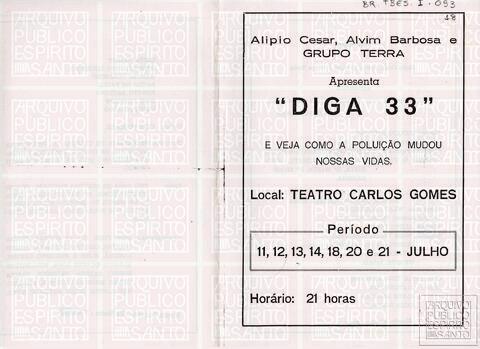 BR.TBES.I.093
18
Alipio Cesar, Alvim Barbosa e
GRUPO TERRA
Apresenta
"DIGA 33"
E VEJA COMO A POLUIÇÃO MUDOU
NOSSAS VIDAS.
Local: TEATRO CARLOS GOMES
Período
11, 12, 13, 14, 18, 20 e 21 - JULHO
Horário: 21 horas
ARQUIVO
PÚBLICO
ESPÍRITO
SANTO